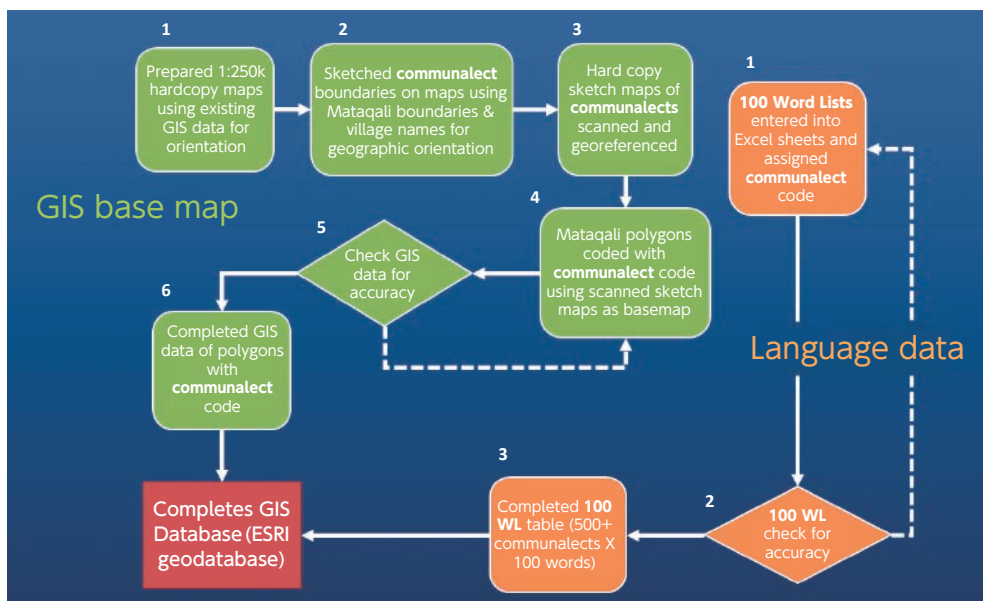 1
Prepared 1:250k
hardcopy maps
using existing
GIS data for
orientation
2
Sketched communalect
boundaries on maps using
Mataqali boundaries &
village names for
geographic orientation
3
Hard copy
sketch maps of
communalects
scanned and
georeferenced
1
100 Word Lists
entered into
Excel sheets and
assigned
communalect
code
GIS base map
4
Mataqali polygons
coded with
communalect code
using scanned sketch
maps as basemap
5
Check GIS
data for
accuracy
6
Completed GIS
data of polygons
with
communalect
code
Language data
Completes GIS
Database (ESRI
geodatabase)
3
Completed 100
WL table (500+
communalects X
100 words)
2
100 WL
check for
accuracy